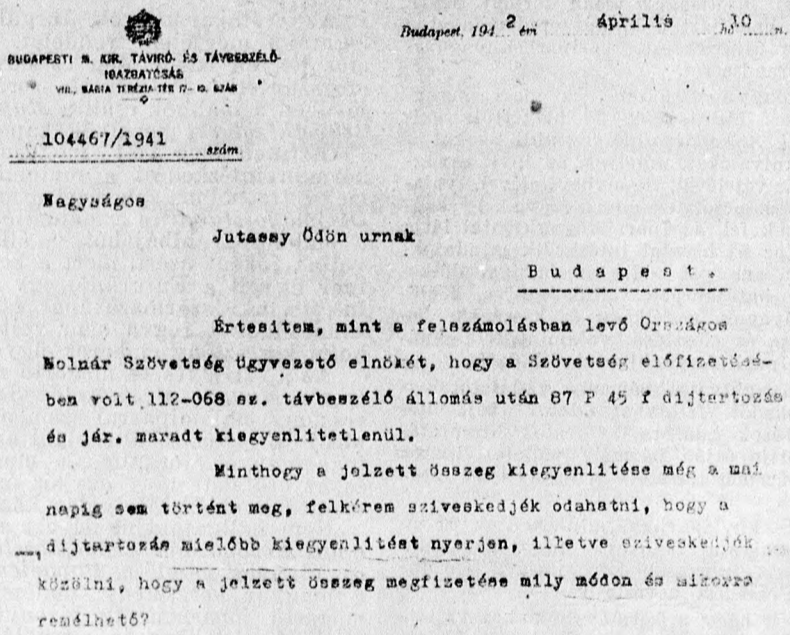 Budapest, 1942 évi április hó 10 n.
BUDAPESTI M. KIR. TÁVIRÓ- ÉS TÁVBESZÉLŐ-
IGAZGATÓSÁG
VIII., MÁRIA TERÉZIA-TÉR 17-19. SZÁM
104467/1941 szám.
Nagyságos
Jutassy Ödön urnak
Budapest.
Értesitem, mint a felszámolásban levő Országos
Molnár Szövetség ügyvezető elnökét, hogy a Szövetség előfizetésé-
ben volt 112-068 sz. távbeszélő állomás után 87 P 45 f dijtartozás
és jár. maradt kiegyenlitetlenül.
Minthogy a jelzett összeg kiegyenlitése még a mai
napig sem történt meg, felkérem sziveskedjék odahatni, hogy a
dijtartozás mielőbb kiegyenlitést nyerjen, illetve sziveskedjék
közölni, hogy a jelzett összeg megfizetése mily módon és mikorra
remélhető?